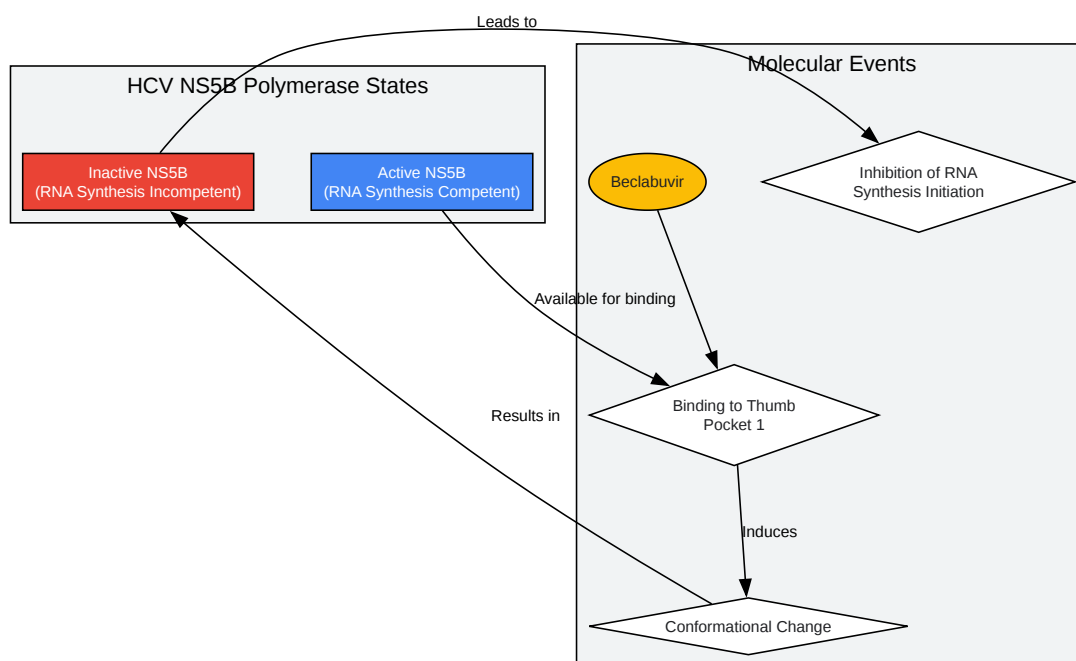 Leads to
HCV NS5B Polymerase States
Molecular Events
Inactive NS5B
(RNA Synthesis Incompetent)
Active NS5B
(RNA Synthesis Competent)
Beclabuvir
Inhibition of RNA
Synthesis Initiation
Available for binding
Binding to Thumb
Pocket 1
Results in
Induces
Conformational Change